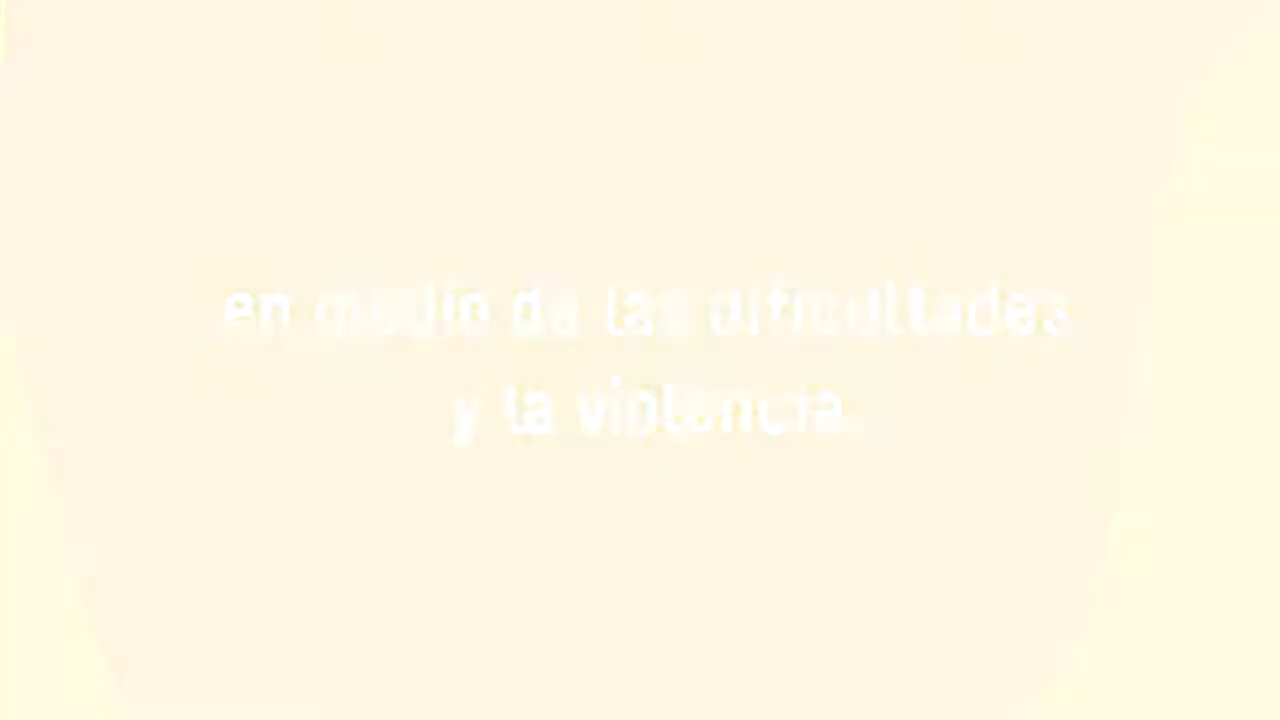 en medio de las dificultades
y la violencia.